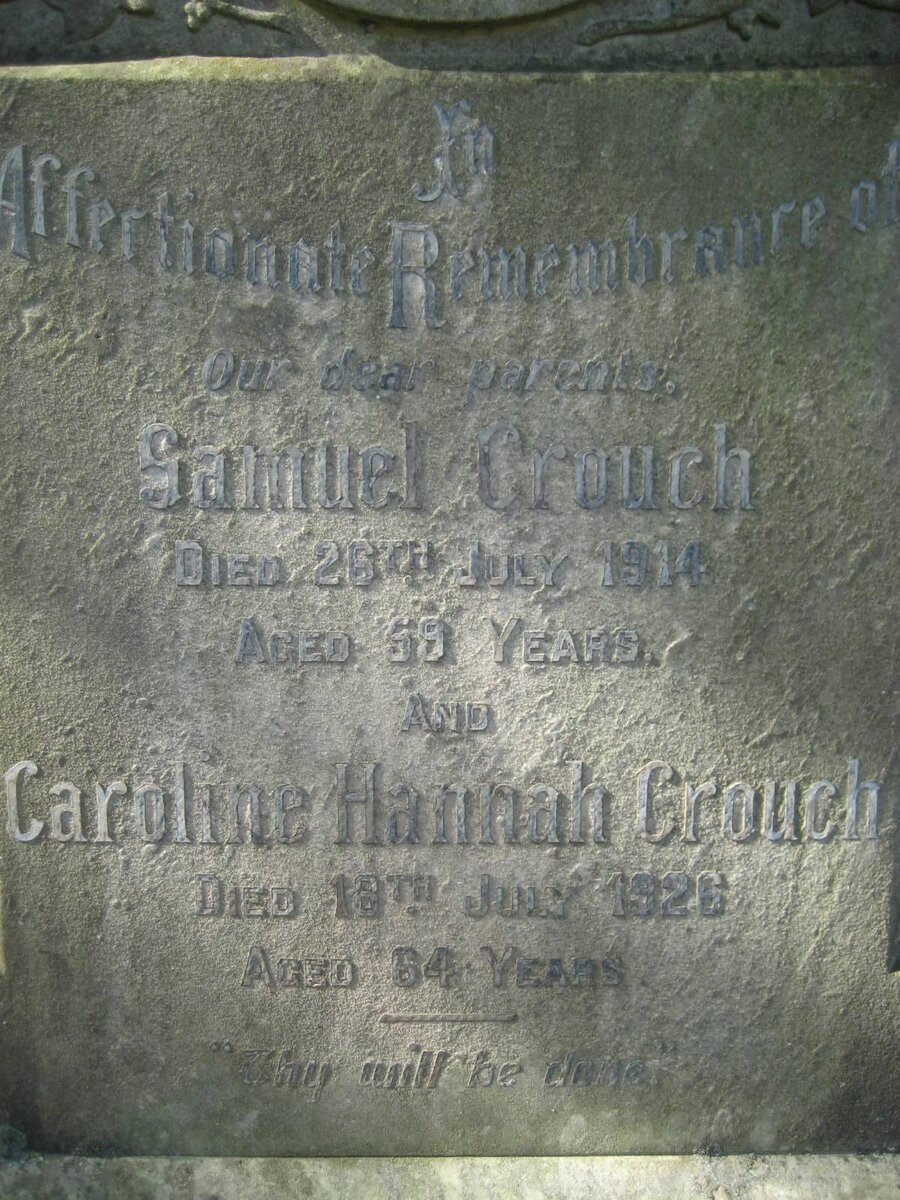 In
Affectionate Remembrance of
Our dear parents,
Samuel Crouch
DIED 26TH JULY 1914
AGED 59 YEARS.
AND
Caroline Hannah Crouch
DIED 18TH JULY 1926
AGED 64 YEARS.
"Thy will be done"